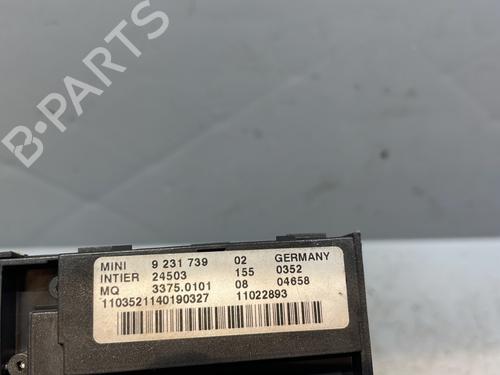 B-PARTS
MINI 9 231 739 02 GERMANY
INTIER 24503 155 0352
MQ 3375.0101 08 04658
1103521140190327 11022893